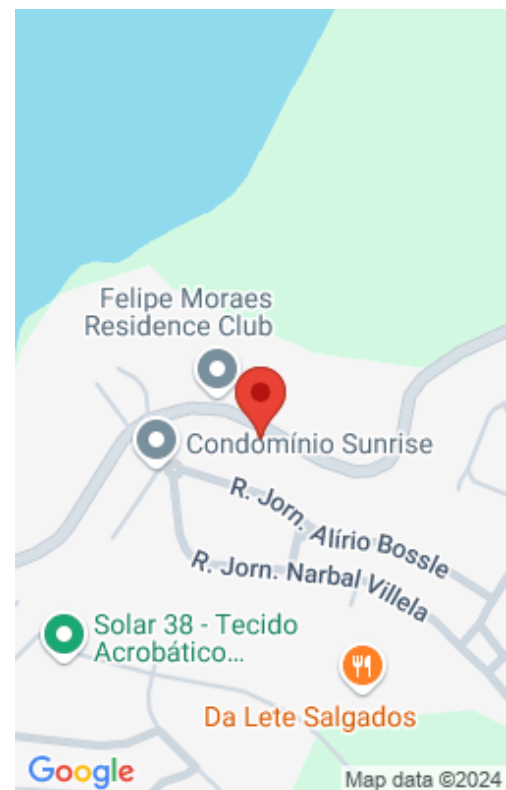 Felipe Moraes
Residence Club
Condomínio Sunrise
R. Jorn. Alírio Bossle
R. Jorn. Narbal Villela
Solar 38 - Tecido
Acrobático...
Da Lete Salgados
Google
Map data ©2024